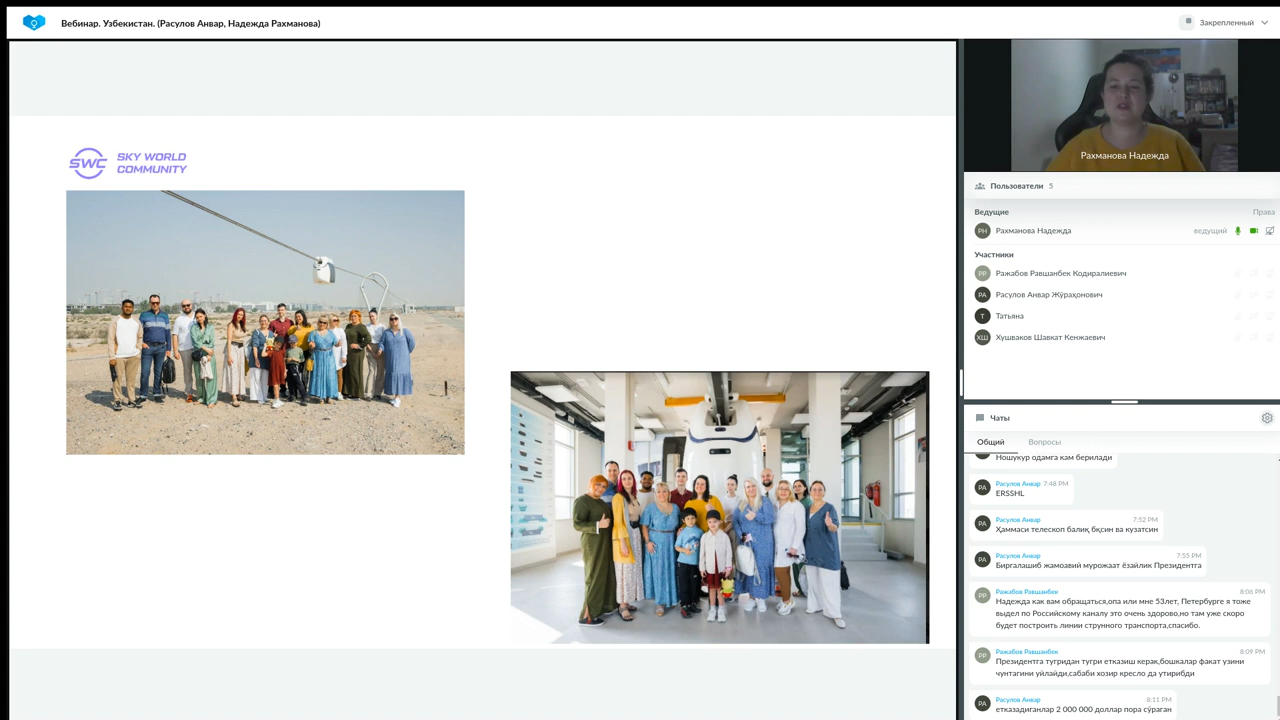 Вебинар. Узбекистан. (Расулов Анвар, Надежда Рахманова)
Закрепленный
SWC SKY WORLD
COMMUNITY
Рахманова Надежда
Пользователи 5
Ведущие Права
РН Рахманова Надежда ведущий
Участники
РР Ражабов Равшанбек Кодиралиевич
РА Расулов Анвар Жўраҳонович
Т Татьяна
ХШ Хушваков Шавкат Кенжаевич
Чаты
Общий Вопросы
Ношукур одамга кам берилади
РА Расулов Анвар 7:48 PM
ERSSHL
РА Расулов Анвар 7:52 PM
Ҳаммаси телескоп балиқ бқсин ва кузатсин
РА Расулов Анвар 7:55 PM
Биргалашиб жамоавий мурожаат ёзайлик Президентга
РР Ражабов Равшанбек 8:06 PM
Надежда как вам обращаться,опа или мне 53лет, Петербурге я тоже
выдел по Российскому каналу это очень здорово,но там уже скоро
будет построить линии струнного транспорта,спасибо.
РР Ражабов Равшанбек 8:09 PM
Президентга тугридан тугри етказиш керак,бошкалар факат узини
чунтагини уйлайди,сабаби хозир кресло да утирибди
РА Расулов Анвар 8:11 PM
етказадиганлар 2 000 000 доллар пора сўраган